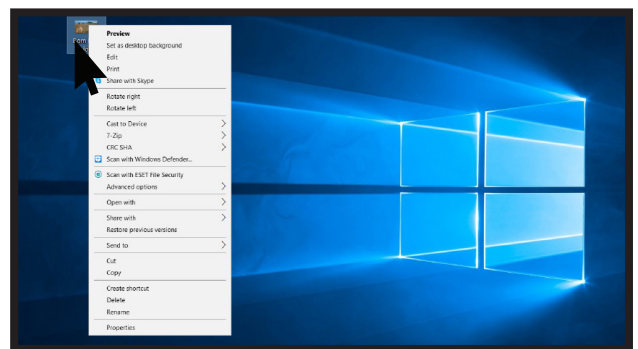 Preview
Set as desktop background
Edit
Print
Share with Skype
Rotate right
Rotate left
Cast to Device
7-Zip
CRC SHA
Scan with Windows Defender...
Scan with ESET File Security
Advanced options
Open with
Share with
Restore previous versions
Send to
Cut
Copy
Create shortcut
Delete
Rename
Properties